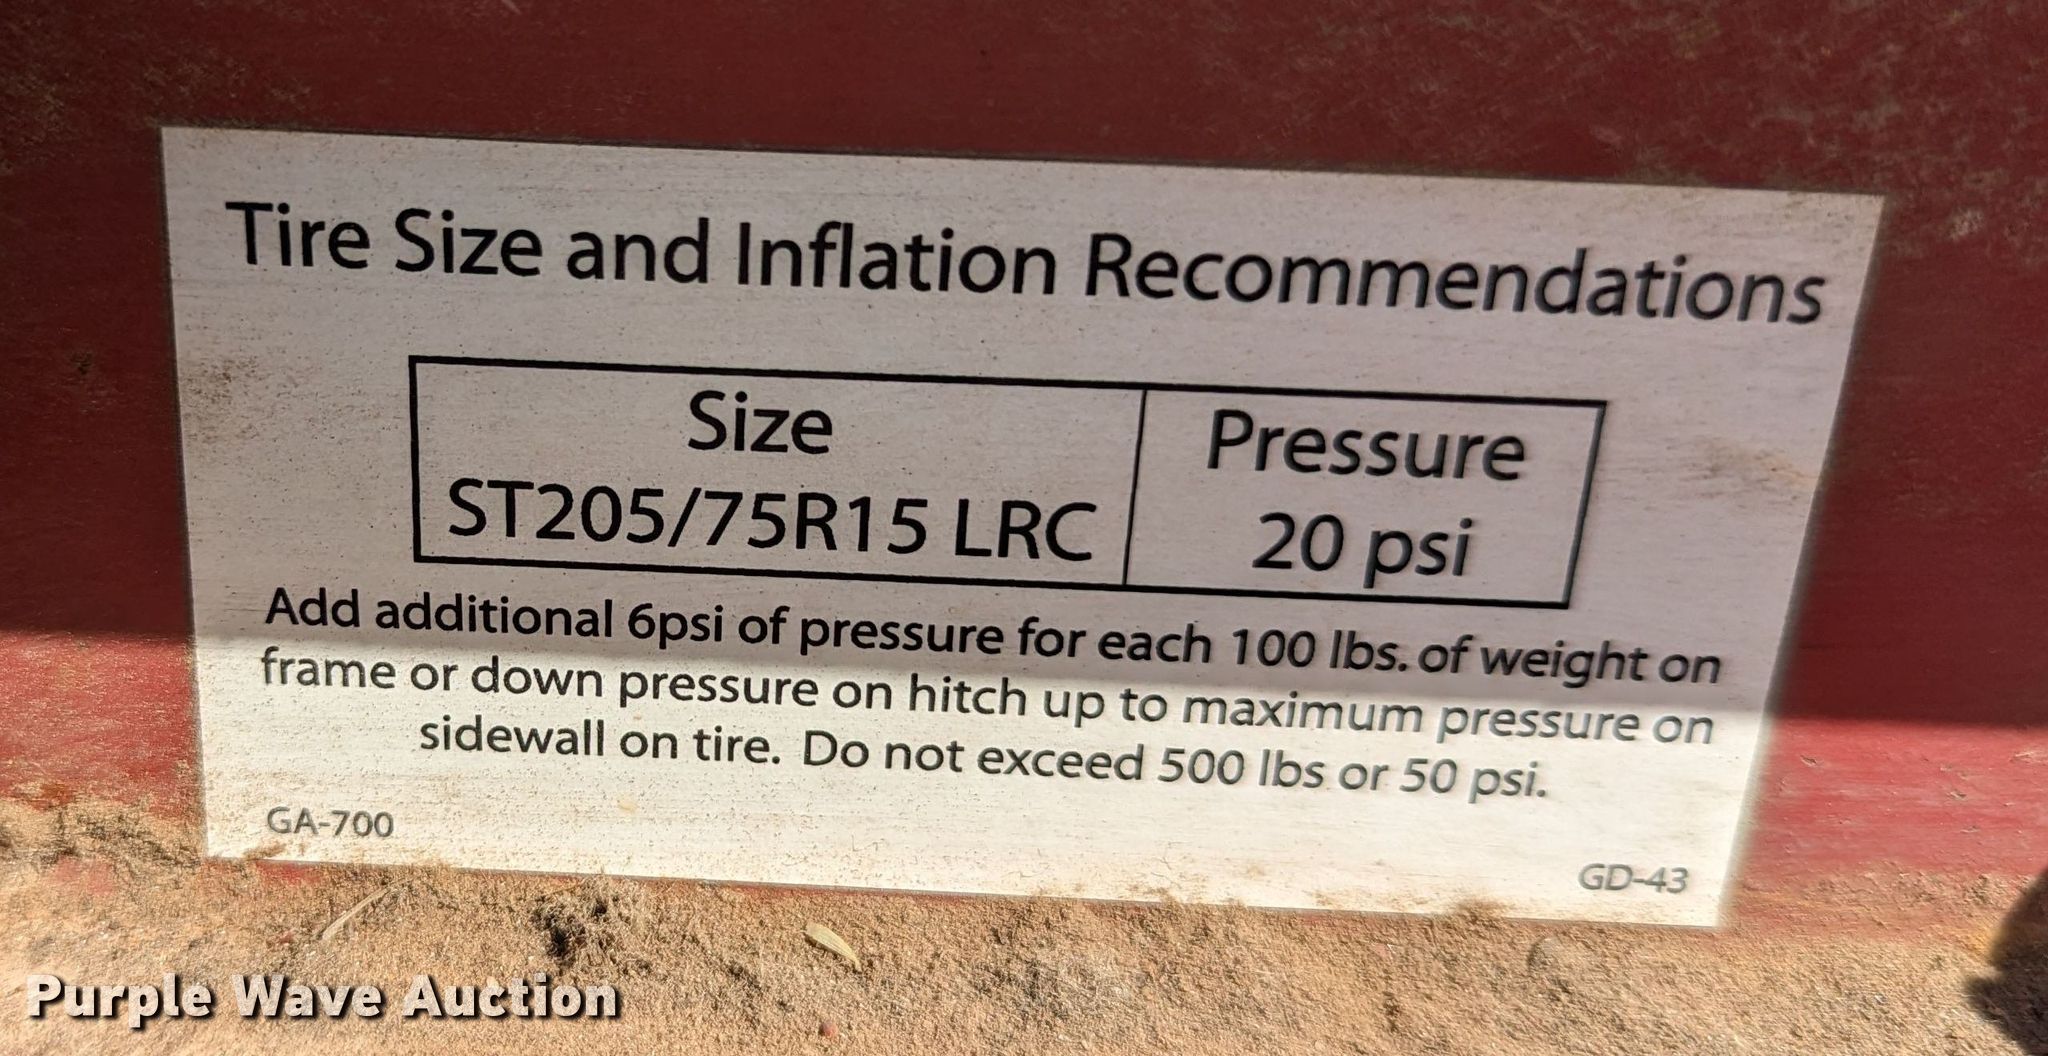 Tire Size and Inflation Recommendations
Size
Pressure
ST205/75R15 LRC
20 psi
Add additional 6psi of pressure for each 100 lbs. of weight on
frame or down pressure on hitch up to maximum pressure on
sidewall on tire. Do not exceed 500 lbs or 50 psi.
GA-700
GD-43
Purple Wave Auction